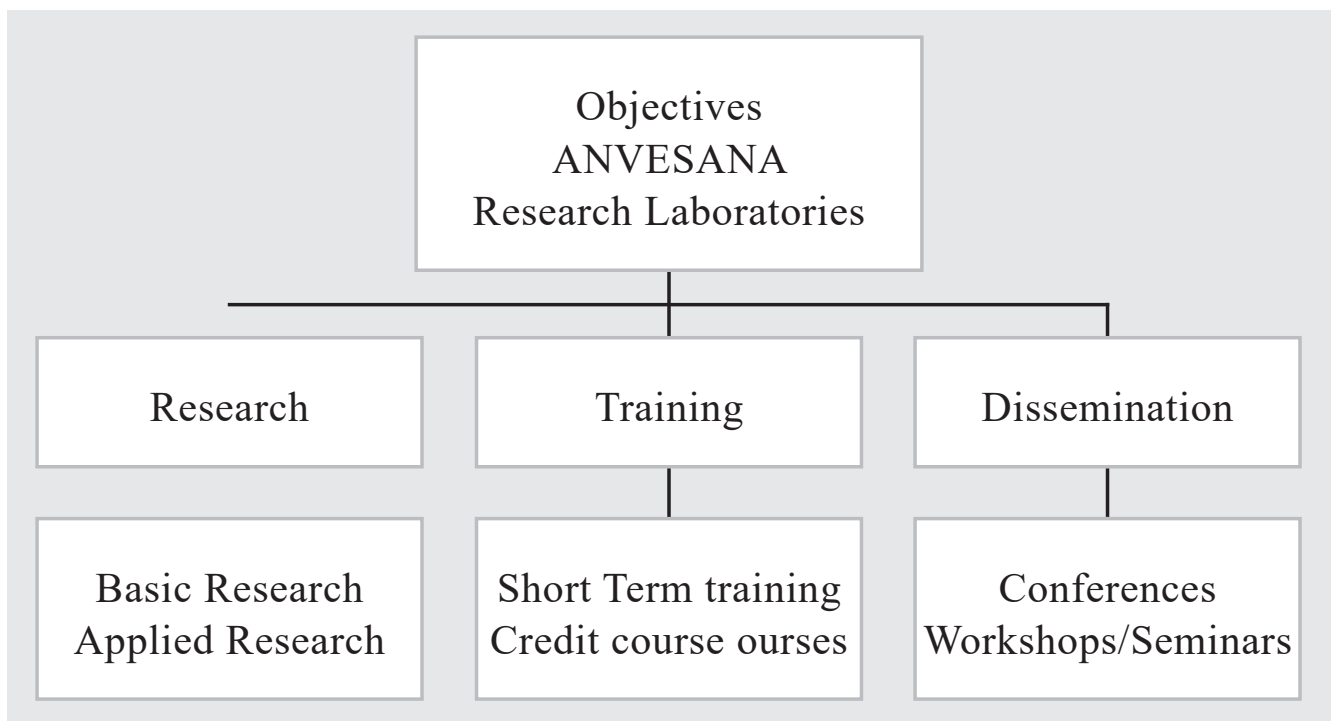 Objectives
ANVESANA
Research Laboratories
Research
Training
Dissemination
Basic Research
Applied Research
Short Term training
Credit course ourses
Conferences
Workshops/Seminars